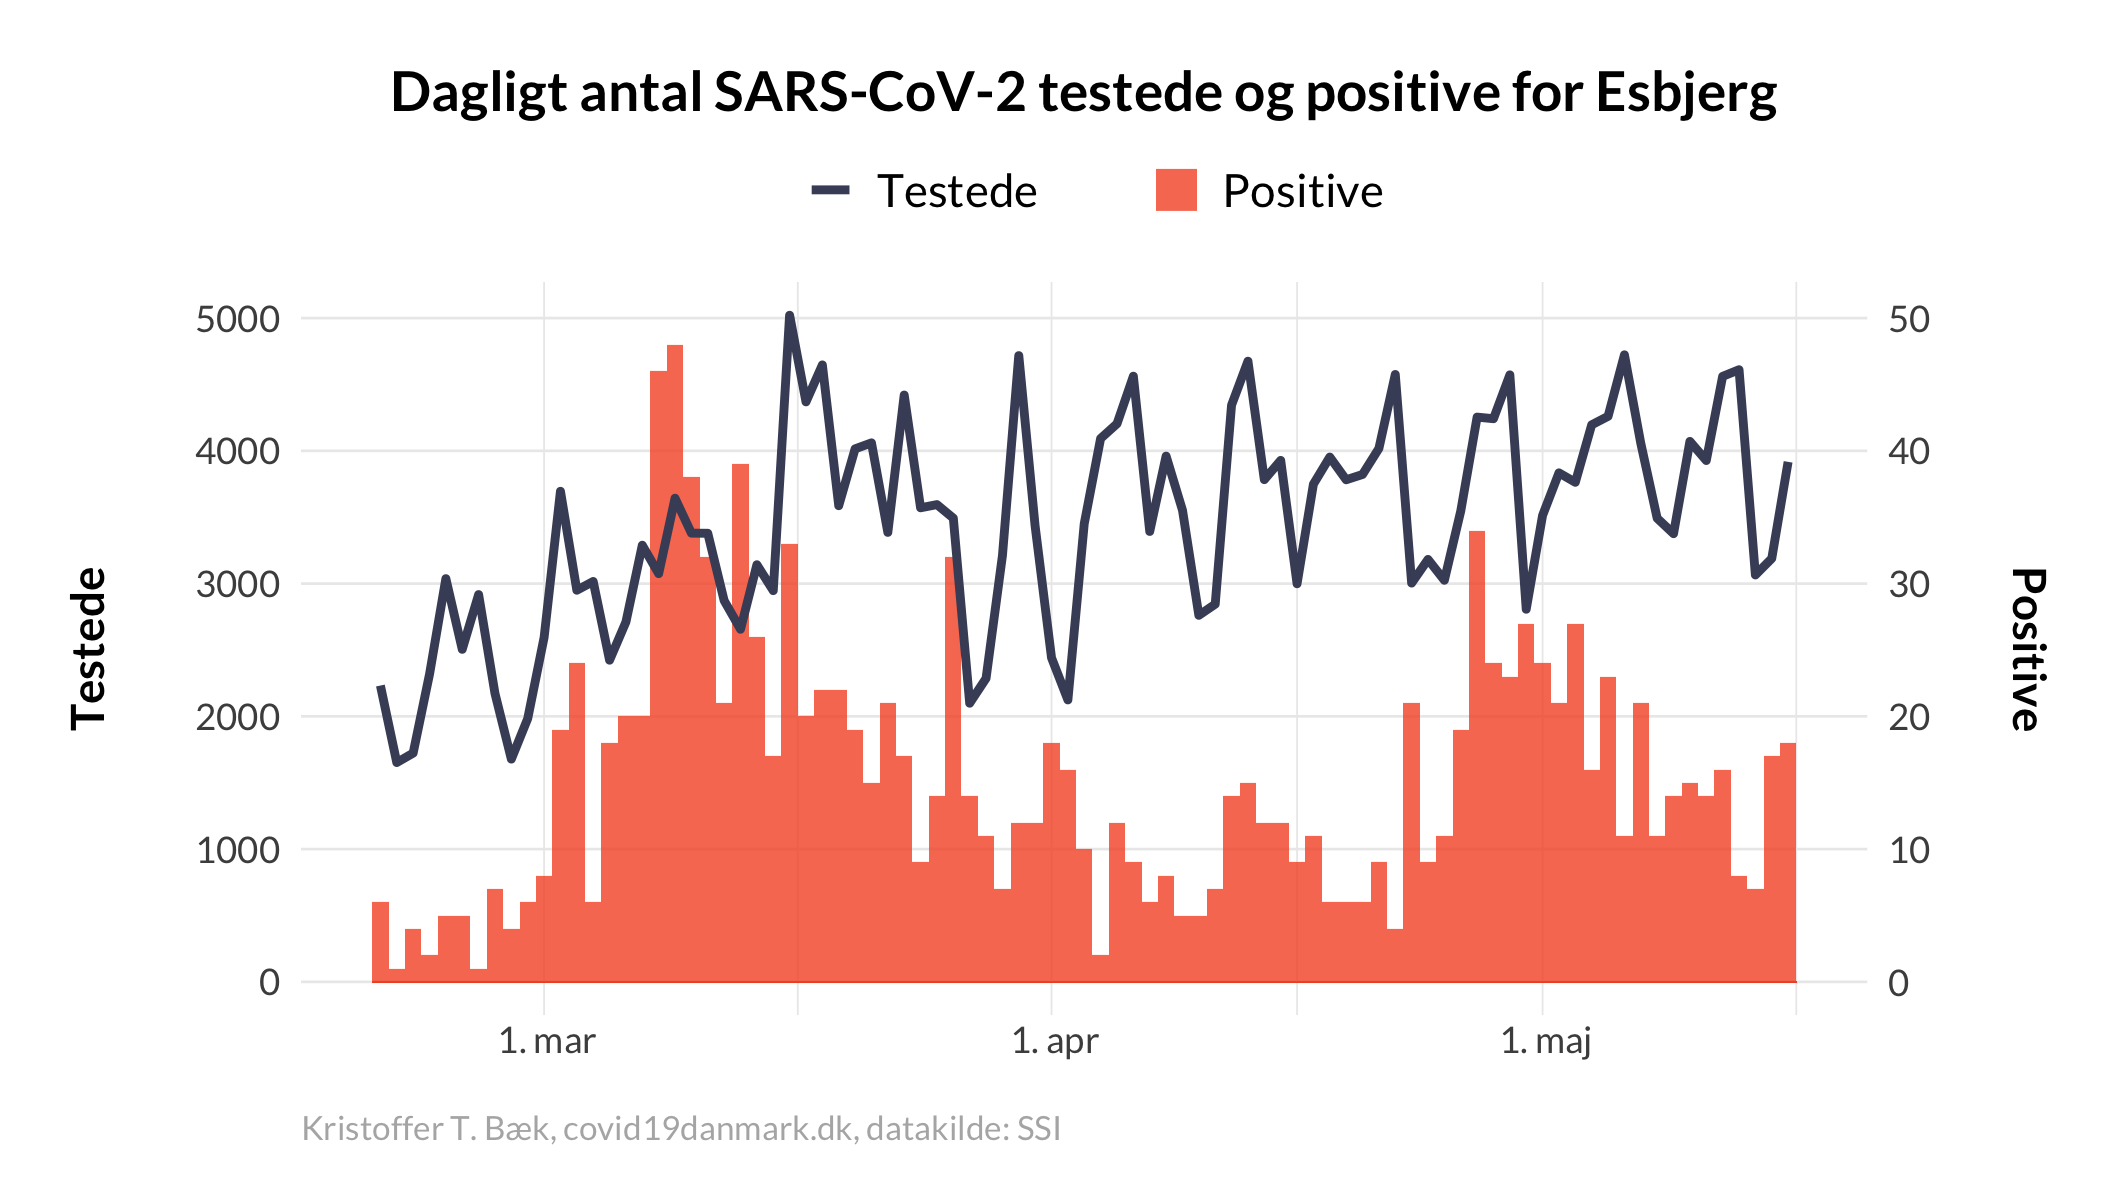 Dagligt antal SARS-CoV-2 testede og positive for Esbjerg
Testede
Positive
5000
4000
3000
2000
1000
0
Testede
50
40
30
20
10
0
Positive
1. mar
1. apr
1. maj
Kristoffer T. Bæk, covid19danmark.dk, datakilde: SSI